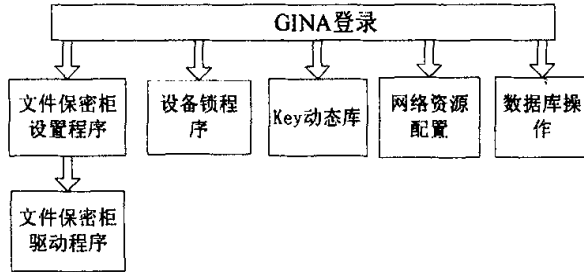 GINA登录
文件保密柜
设置程序
设备锁程
序
Key动态库
网络资源
配置
数据库操
作
文件保密柜
驱动程序